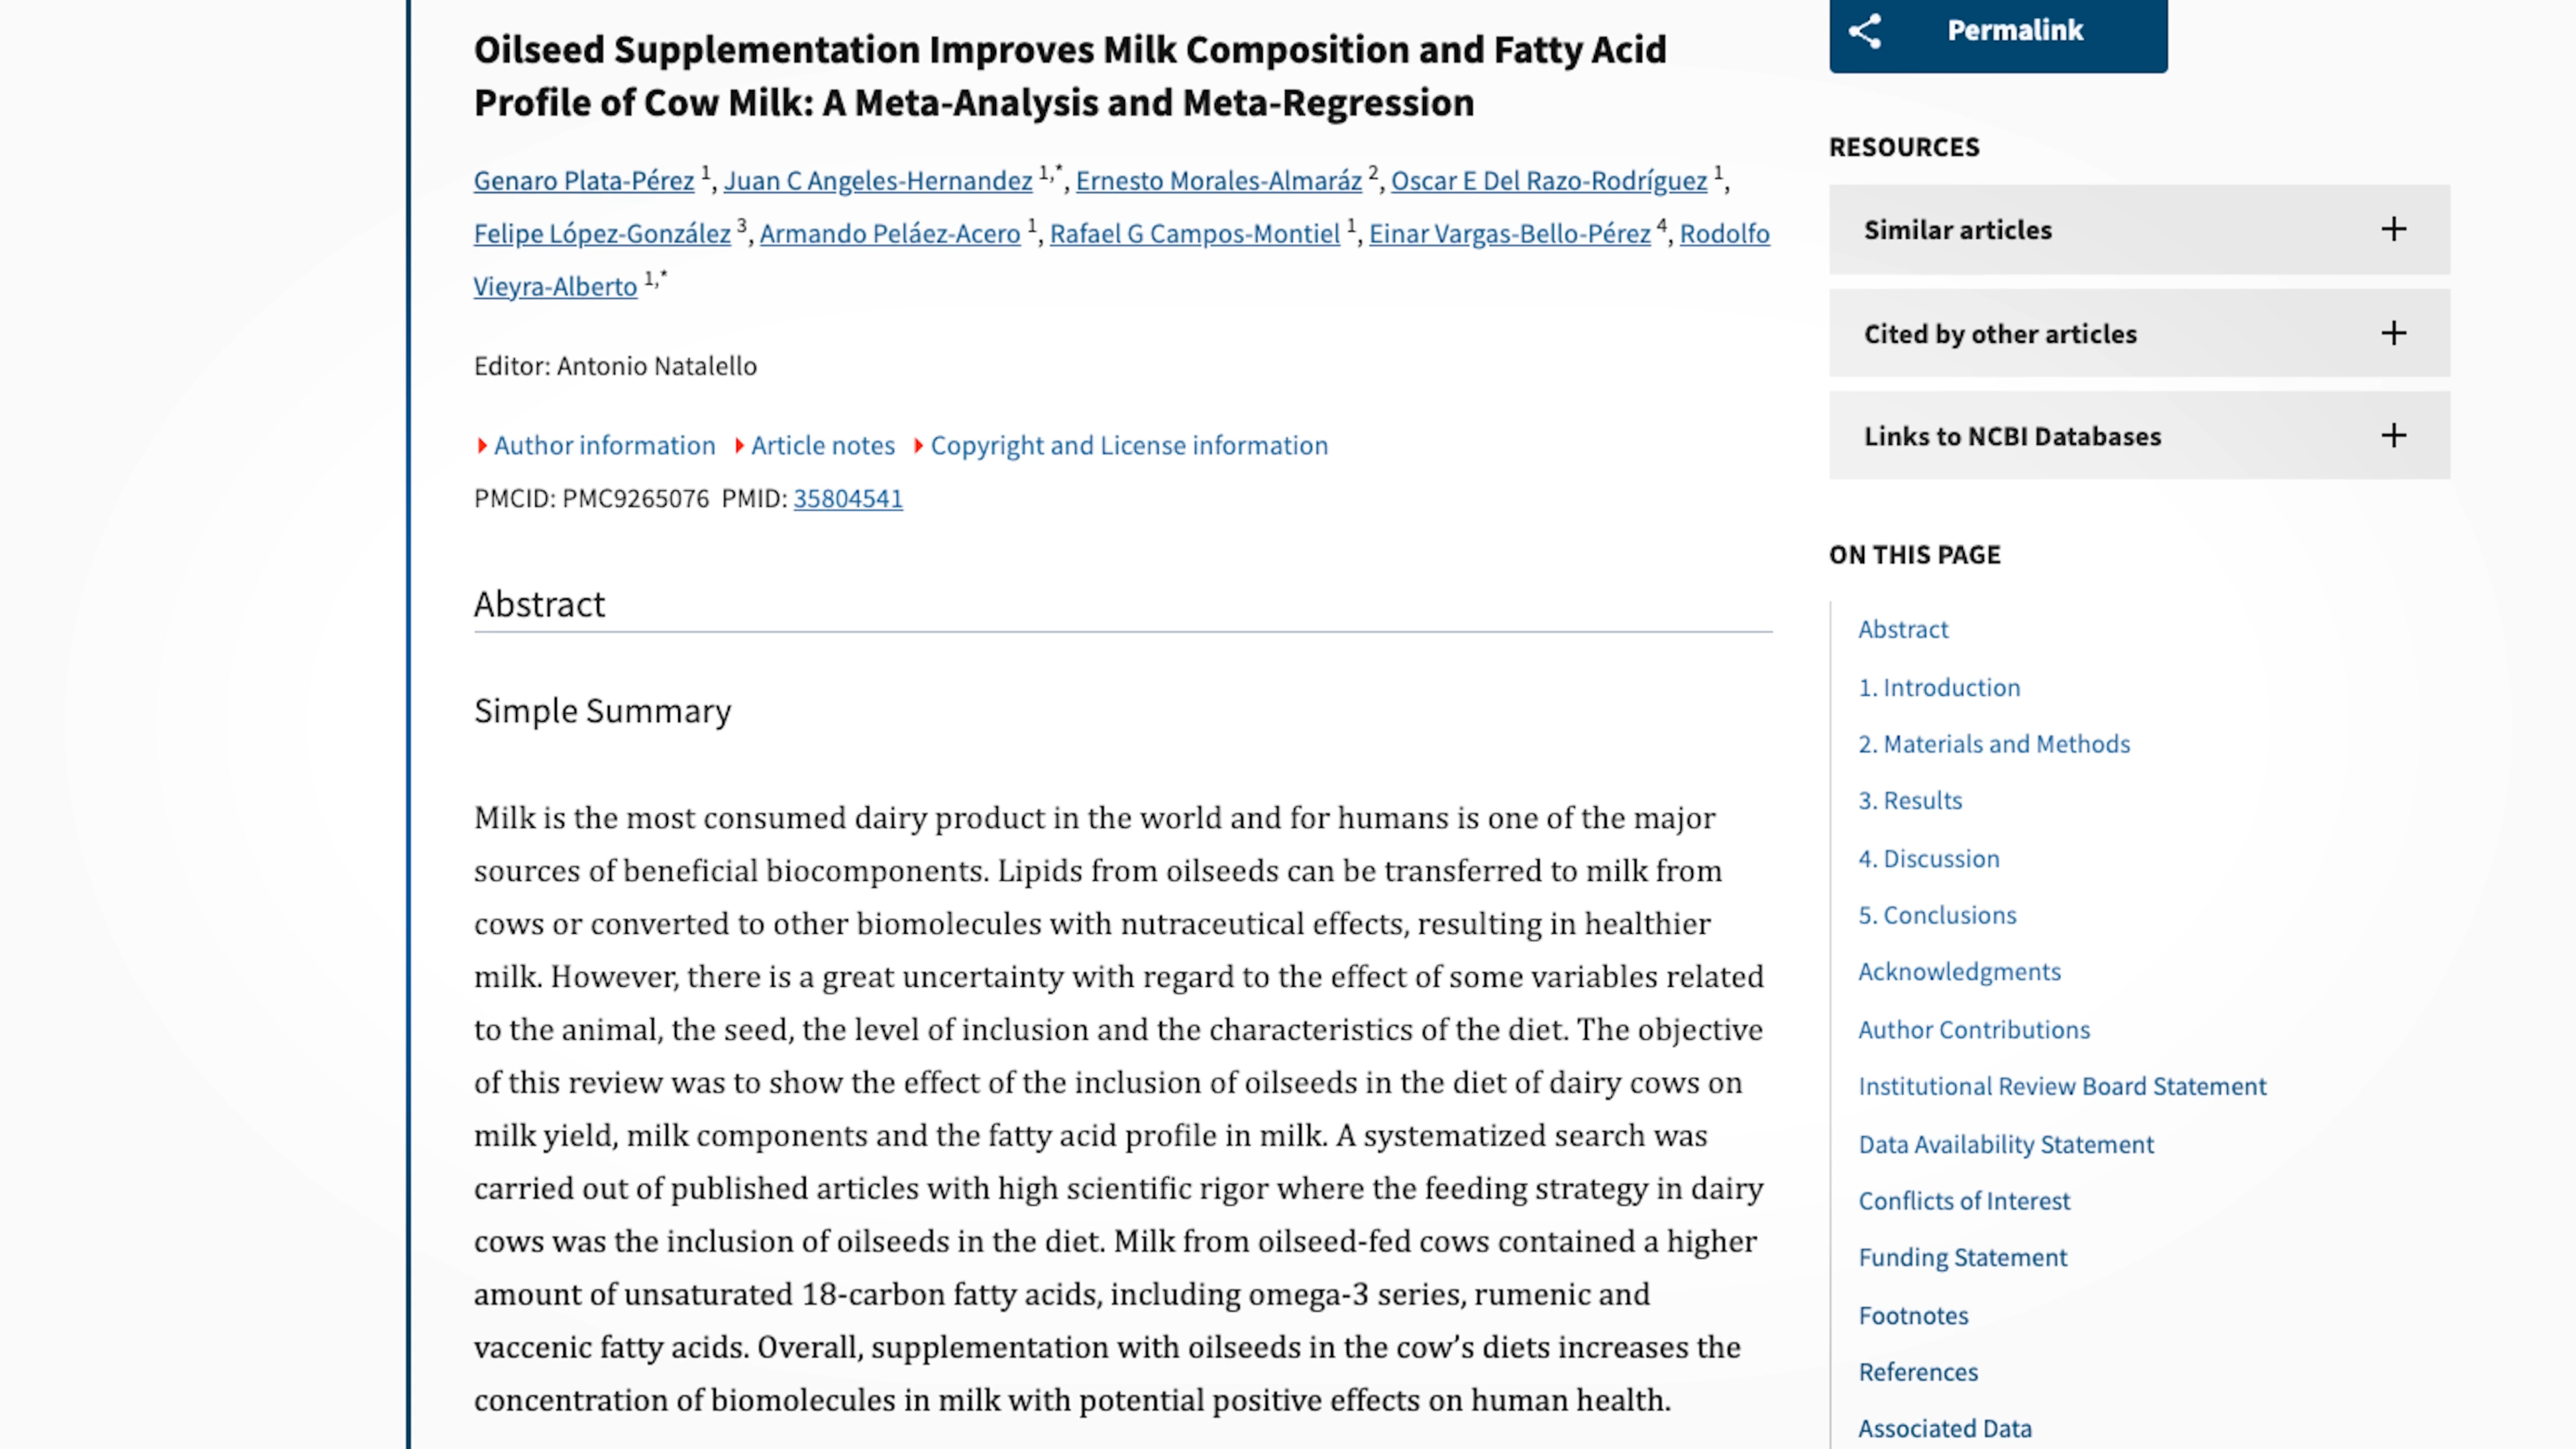 Oilseed Supplementation Improves Milk Composition and Fatty Acid
Profile of Cow Milk: A Meta-Analysis and Meta-Regression
Genaro Plata-Pérez 1, Juan C Angeles-Hernandez 1,*, Ernesto Morales-Almaráz 2, Oscar E Del Razo-Rodríguez 1,
Felipe López-González 3, Armando Peláez-Acero 1, Rafael G Campos-Montiel 1, Einar Vargas-Bello-Pérez 4, Rodolfo
Vieyra-Alberto 1,*
Editor: Antonio Natalello
Author information Article notes Copyright and License information
PMCID: PMC9265076 PMID: 35804541
Abstract
Simple Summary
Milk is the most consumed dairy product in the world and for humans is one of the major
sources of beneficial biocomponents. Lipids from oilseeds can be transferred to milk from
cows or converted to other biomolecules with nutraceutical effects, resulting in healthier
milk. However, there is a great uncertainty with regard to the effect of some variables related
to the animal, the seed, the level of inclusion and the characteristics of the diet. The objective
of this review was to show the effect of the inclusion of oilseeds in the diet of dairy cows on
milk yield, milk components and the fatty acid profile in milk. A systematized search was
carried out of published articles with high scientific rigor where the feeding strategy in dairy
cows was the inclusion of oilseeds in the diet. Milk from oilseed-fed cows contained a higher
amount of unsaturated 18-carbon fatty acids, including omega-3 series, rumenic and
vaccenic fatty acids. Overall, supplementation with oilseeds in the cow’s diets increases the
concentration of biomolecules in milk with potential positive effects on human health.
Permalink
RESOURCES
Similar articles
Cited by other articles
Links to NCBI Databases
ON THIS PAGE
Abstract
1. Introduction
2. Materials and Methods
3. Results
4. Discussion
5. Conclusions
Acknowledgments
Author Contributions
Institutional Review Board Statement
Data Availability Statement
Conflicts of Interest
Funding Statement
Footnotes
References
Associated Data